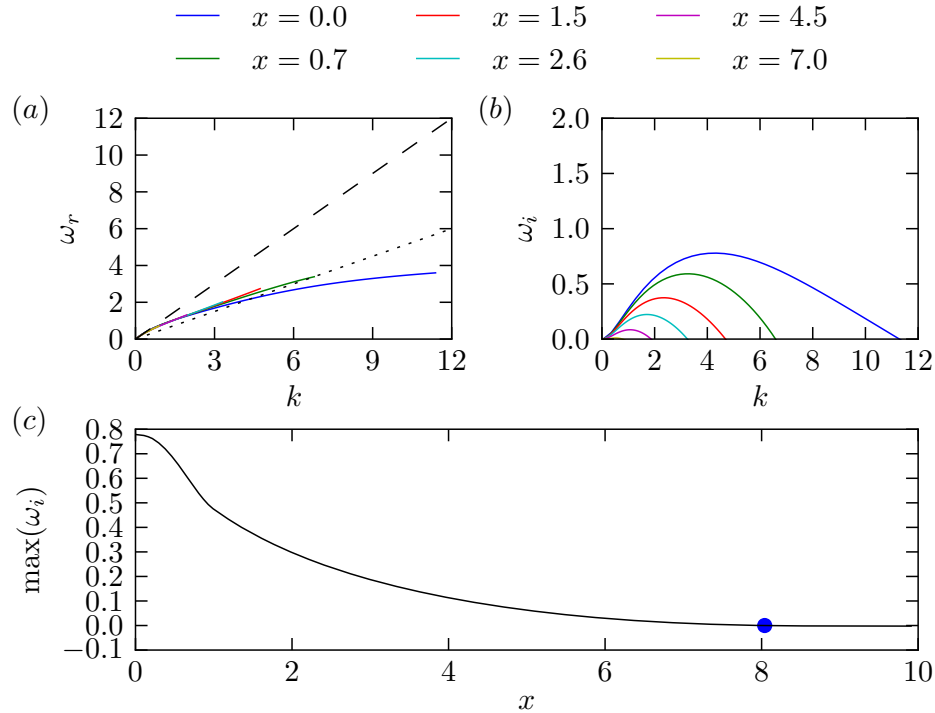 x = 0.0 x = 1.5 x = 4.5
x = 0.7 x = 2.6 x = 7.0
(a)
12
10
8
6
4
2
0
ω_r
0 3 6 9 12
k
(b)
2.0
1.5
1.0
0.5
0.0
ω_i
0 2 4 6 8 10 12
k
(c)
0.8
0.7
0.6
0.5
0.4
0.3
0.2
0.1
0.0
−0.1
max(ω_i)
0 2 4 6 8 10
x